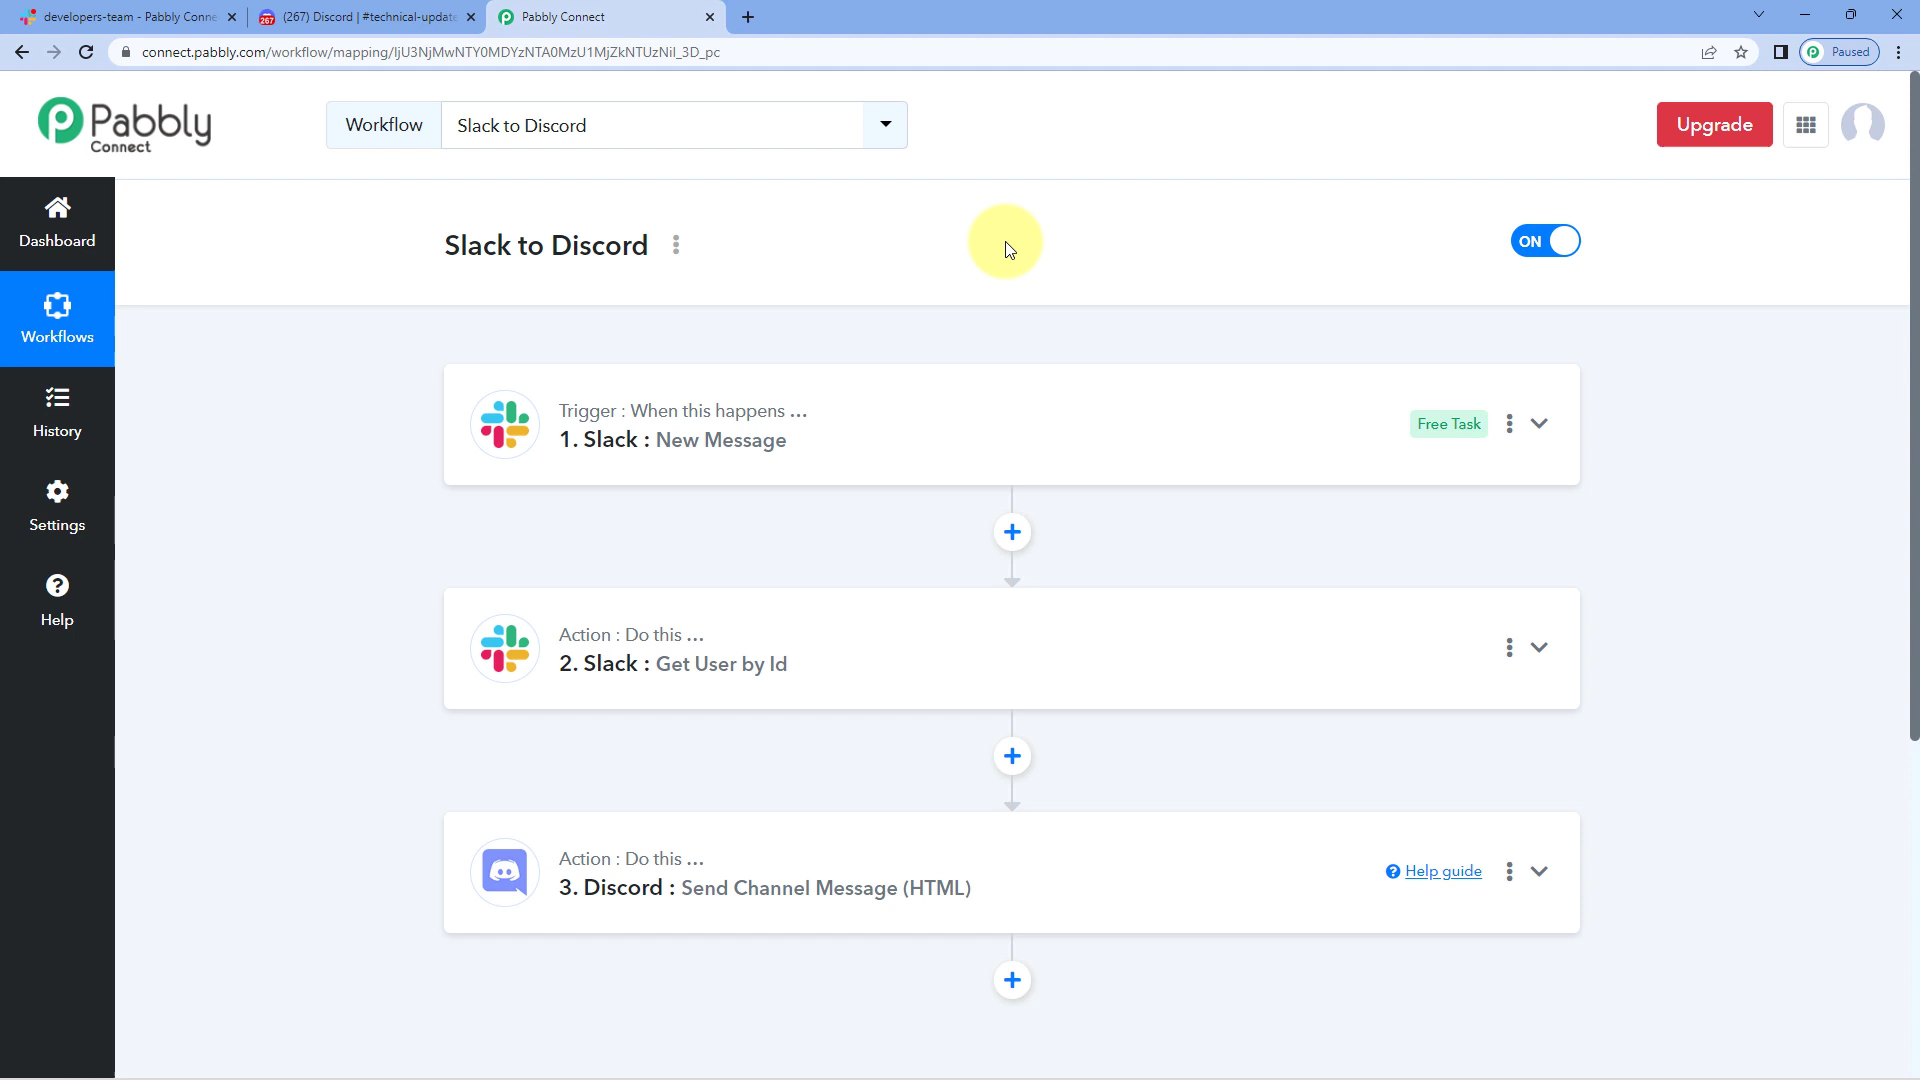 developers-team - Pabbly Conne
(267) Discord | #technical-update
Pabbly Connect
267
connect.pabbly.com/workflow/mapping/IjU3NjMwNTY0MDYzNTA0MzU1MjZkNTUzNiI_3D_pc
Paused
Pabbly
Connect
Workflow
Slack to Discord
Upgrade
Dashboard
Workflows
History
Settings
Help
Slack to Discord
ON
Trigger : When this happens ...
1. Slack : New Message
Free Task
Action : Do this ...
2. Slack : Get User by Id
Action : Do this ...
3. Discord : Send Channel Message (HTML)
Help guide